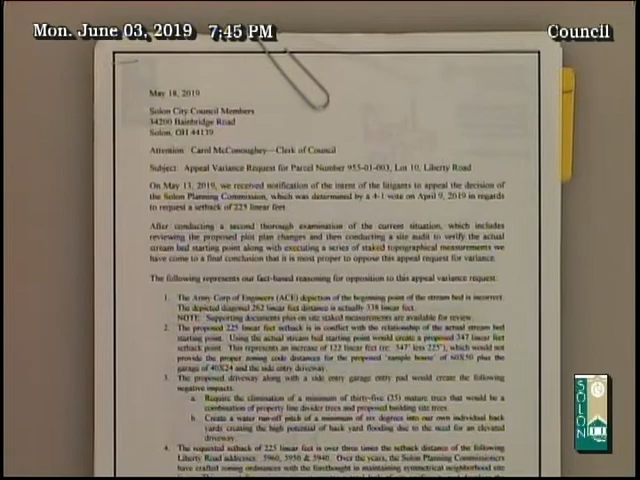 Mon. June 03, 2019 7:45 PM
Council
May 18, 2019
Solon City Council Members
34200 Bainbridge Road
Solon, OH 44139
Attention: Carol McConoughey—Clerk of Council
Subject: Appeal Variance Request for Parcel Number 955-01-003, Lot 10, Liberty Road
On May 13, 2019, we received notification of the intent of the litigants to appeal the decision of
the Solon Planning Commission, which was determined by a 4-1 vote on April 9, 2019 in regards
to request a setback of 225 linear feet.
After conducting a second thorough examination of the current situation, which includes
reviewing the proposed plot plan changes and then conducting a site audit to verify the actual
stream bed starting point along with executing a series of staked topographical measurements we
have come to a final conclusion that it is most proper to oppose this appeal request for variance.
The following represents our fact-based reasoning for opposition to this appeal variance request:
1. The Army Corp of Engineers (ACE) depiction of the beginning point of the stream bed is incorrect.
The depicted diagonal 262 linear feet distance is actually 338 linear feet.
NOTE: Supporting documents plus on site staked measurements are available for review.
2. The proposed 225 linear feet setback is in conflict with the relationship of the actual stream bed
starting point. Using the actual stream bed starting point would create a proposed 347 linear feet
setback point. This represents an increase of 122 linear feet (re: 347' less 225'), which would not
provide the proper zoning code distances for the proposed "sample house" of 60X50 plus the
garage of 40X24 and the side entry driveway.
3. The proposed driveway along with a side entry garage entry pad would create the following
negative impacts:
a. Require the elimination of a minimum of thirty-five (35) mature trees that would be a
combination of property line divider trees and proposed building site trees.
b. Create a water run-off pitch of a minimum of six degrees into our own individual back
yards creating the high potential of back yard flooding due to the need for an elevated
driveway.
4. The requested setback of 225 linear feet is over three times the setback distance of the following
Liberty Road addresses: 5960, 5950 & 5940. Over the years, the Solon Planning Commissioners
have crafted zoning ordinances with the forethought in maintaining symmetrical neighborhood site
SOLON